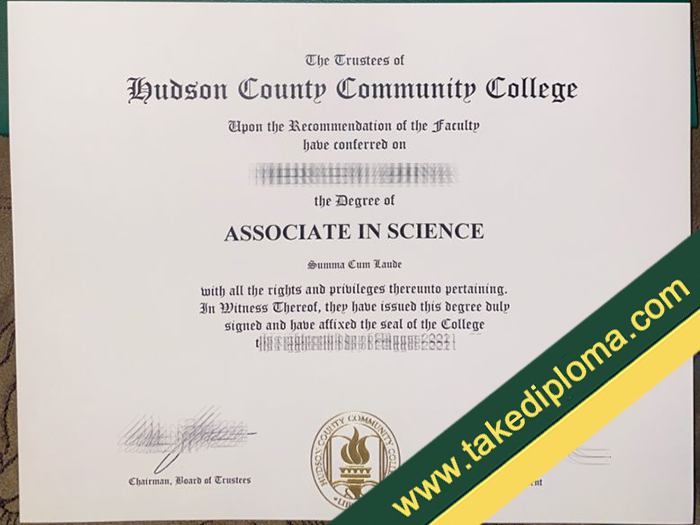 The Trustees of
Hudson County Community College
Upon the Recommendation of the Faculty
have conferred on
the Degree of
ASSOCIATE IN SCIENCE
Summa Cum Laude
with all the rights and privileges thereunto pertaining.
In Witness Thereof, they have issued this degree duly
signed and have affixed the seal of the College
HUDSON COUNTY COMMUNITY
Chairman, Board of Trustees
www.takediploma.com